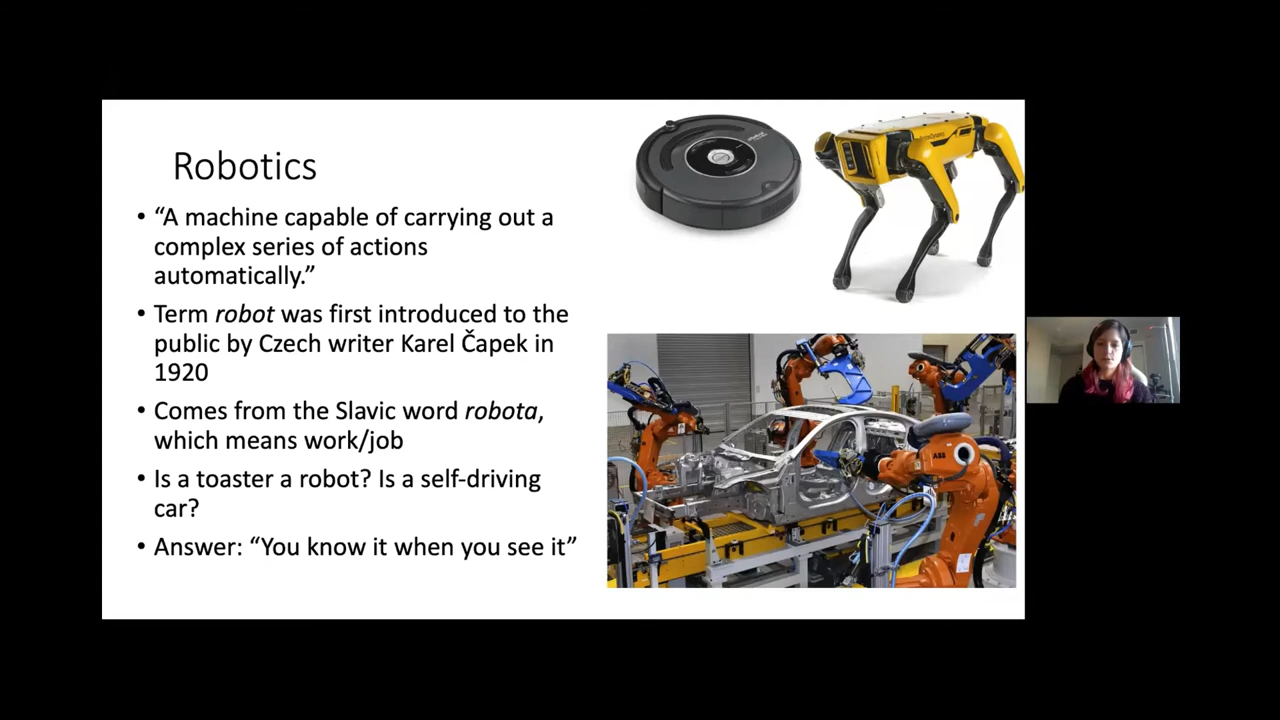 Robotics
• “A machine capable of carrying out a
complex series of actions
automatically.”
• Term robot was first introduced to the
public by Czech writer Karel Čapek in
1920
• Comes from the Slavic word robota,
which means work/job
• Is a toaster a robot? Is a self-driving
car?
• Answer: “You know it when you see it”
ABB